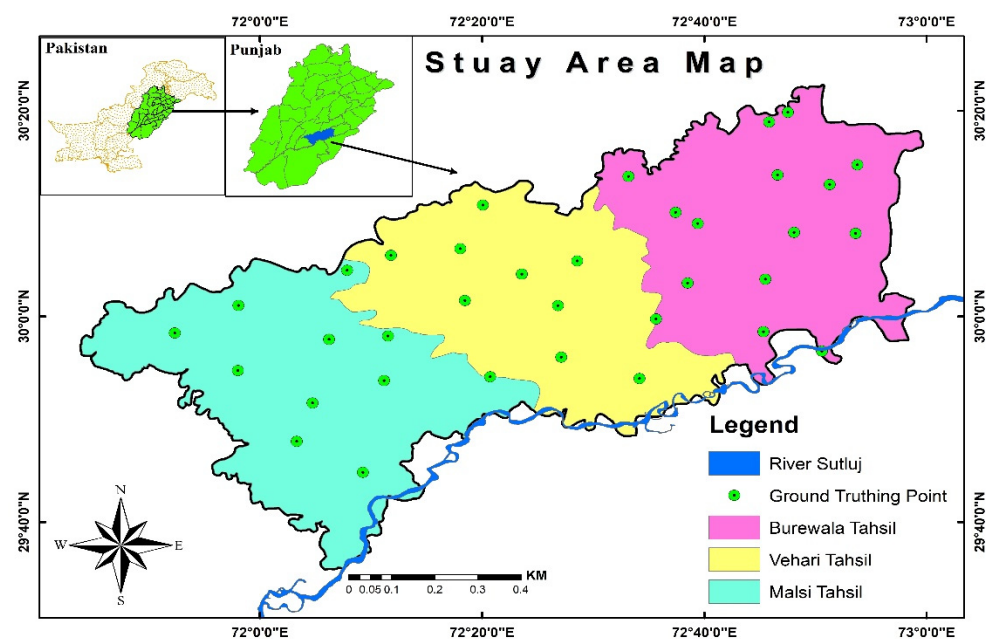 72°0'0"E 72°20'0"E 72°40'0"E 73°0'0"E
Pakistan
Punjab
Stuay Area Map
30°20'0"N
30°20'0"N
30°0'0"N
30°0'0"N
29°40'0"N
29°40'0"N
Legend
River Sutluj
Ground Truthing Point
Burewala Tahsil
Vehari Tahsil
Malsi Tahsil
N
W E
S
KM
0 0.05 0.1 0.2 0.3 0.4
72°0'0"E 72°20'0"E 72°40'0"E 73°0'0"E